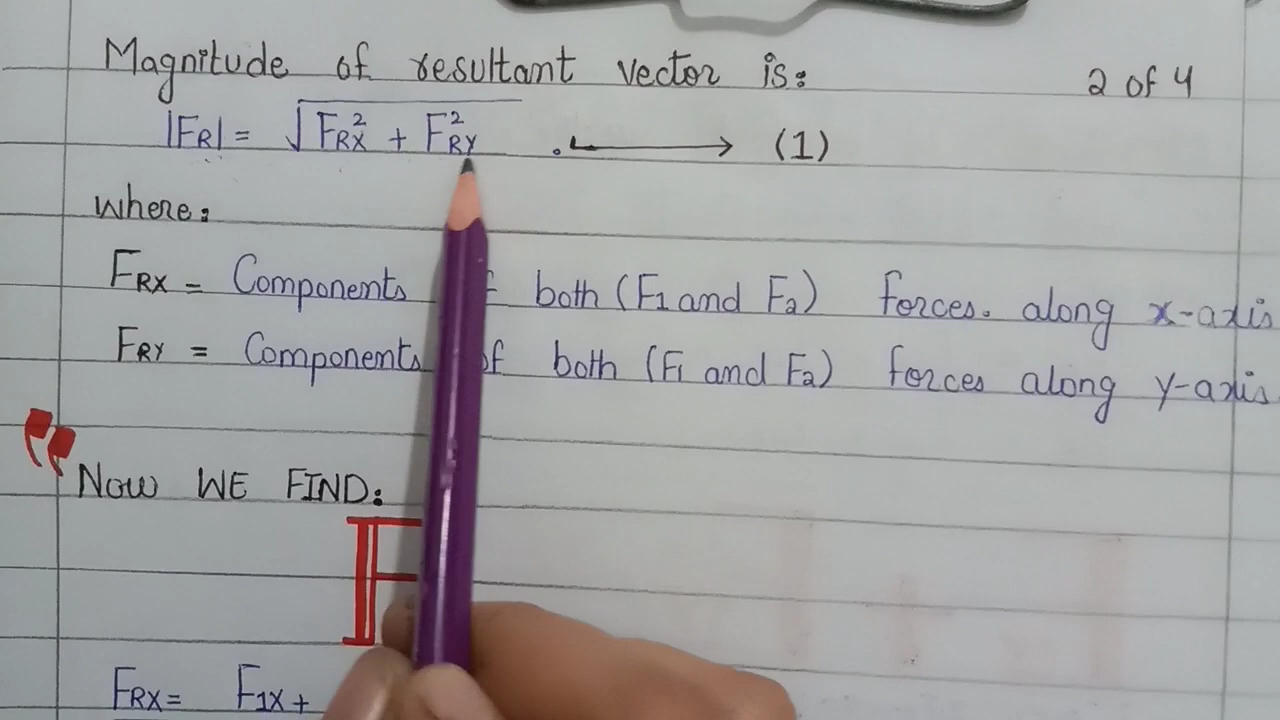 Magnitude of resultant vector is:
2 of 4
|FR| = √FRX² + FRY² (1)
where:
FRX = Components both (F1 and F2) forces. along x-axis
FRY = Components of both (F1 and F2) forces along y-axis
NOW WE FIND:
F
FRX = F1X +